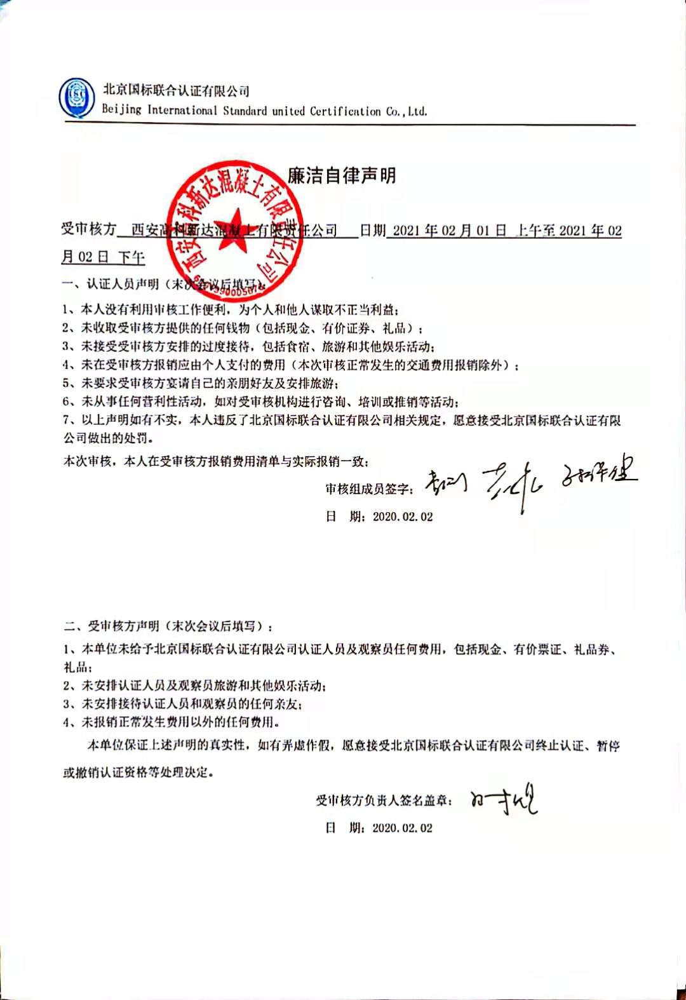 北京国标联合认证有限公司
Beijing International Standard united Certification Co.,Ltd.
廉洁自律声明
西安高科新达混凝土有限责任公司
受审核方 西安高科新达混凝土有限责任公司 日期 2021 年 02 月 01 日 上午至 2021 年 02
月 02 日 下午
一、认证人员声明（末次会议后填写）：
1、本人没有利用审核工作便利，为个人和他人谋取不正当利益；
2、未收取受审核方提供的任何钱物（包括现金、有价证券、礼品）；
3、未接受受审核方安排的过度接待，包括食宿、旅游和其他娱乐活动；
4、未在受审核方报销应由个人支付的费用（本次审核正常发生的交通费用报销除外）；
5、未要求受审核方宴请自己的亲朋好友及安排旅游；
6、未从事任何营利性活动，如对受审核机构进行咨询、培训或推销等活动；
7、以上声明如有不实，本人违反了北京国标联合认证有限公司相关规定，愿意接受北京国标联合认证有限
公司做出的处罚。
本次审核，本人在受审核方报销费用清单与实际报销一致；
审核组成员签字：
日 期：2020.02.02
二、受审核方声明（末次会议后填写）：
1、本单位未给予北京国标联合认证有限公司认证人员及观察员任何费用，包括现金、有价票证、礼品券、
礼品；
2、未安排认证人员及观察员旅游和其他娱乐活动；
3、未安排接待认证人员和观察员的任何亲友；
4、未报销正常发生费用以外的任何费用。
本单位保证上述声明的真实性，如有弄虚作假，愿意接受北京国标联合认证有限公司终止认证、暂停
或撤销认证资格等处理决定。
受审核方负责人签名盖章：
日 期：2020.02.02